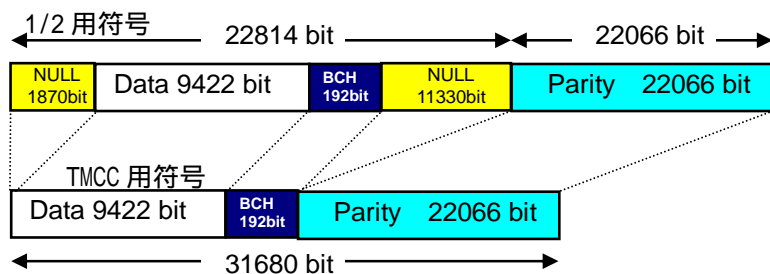 1/2 用符号
22814 bit
22066 bit
NULL
1870bit
Data 9422 bit
BCH
192bit
NULL
11330bit
Parity 22066 bit
TMCC 用符号
Data 9422 bit
BCH
192bit
Parity 22066 bit
31680 bit